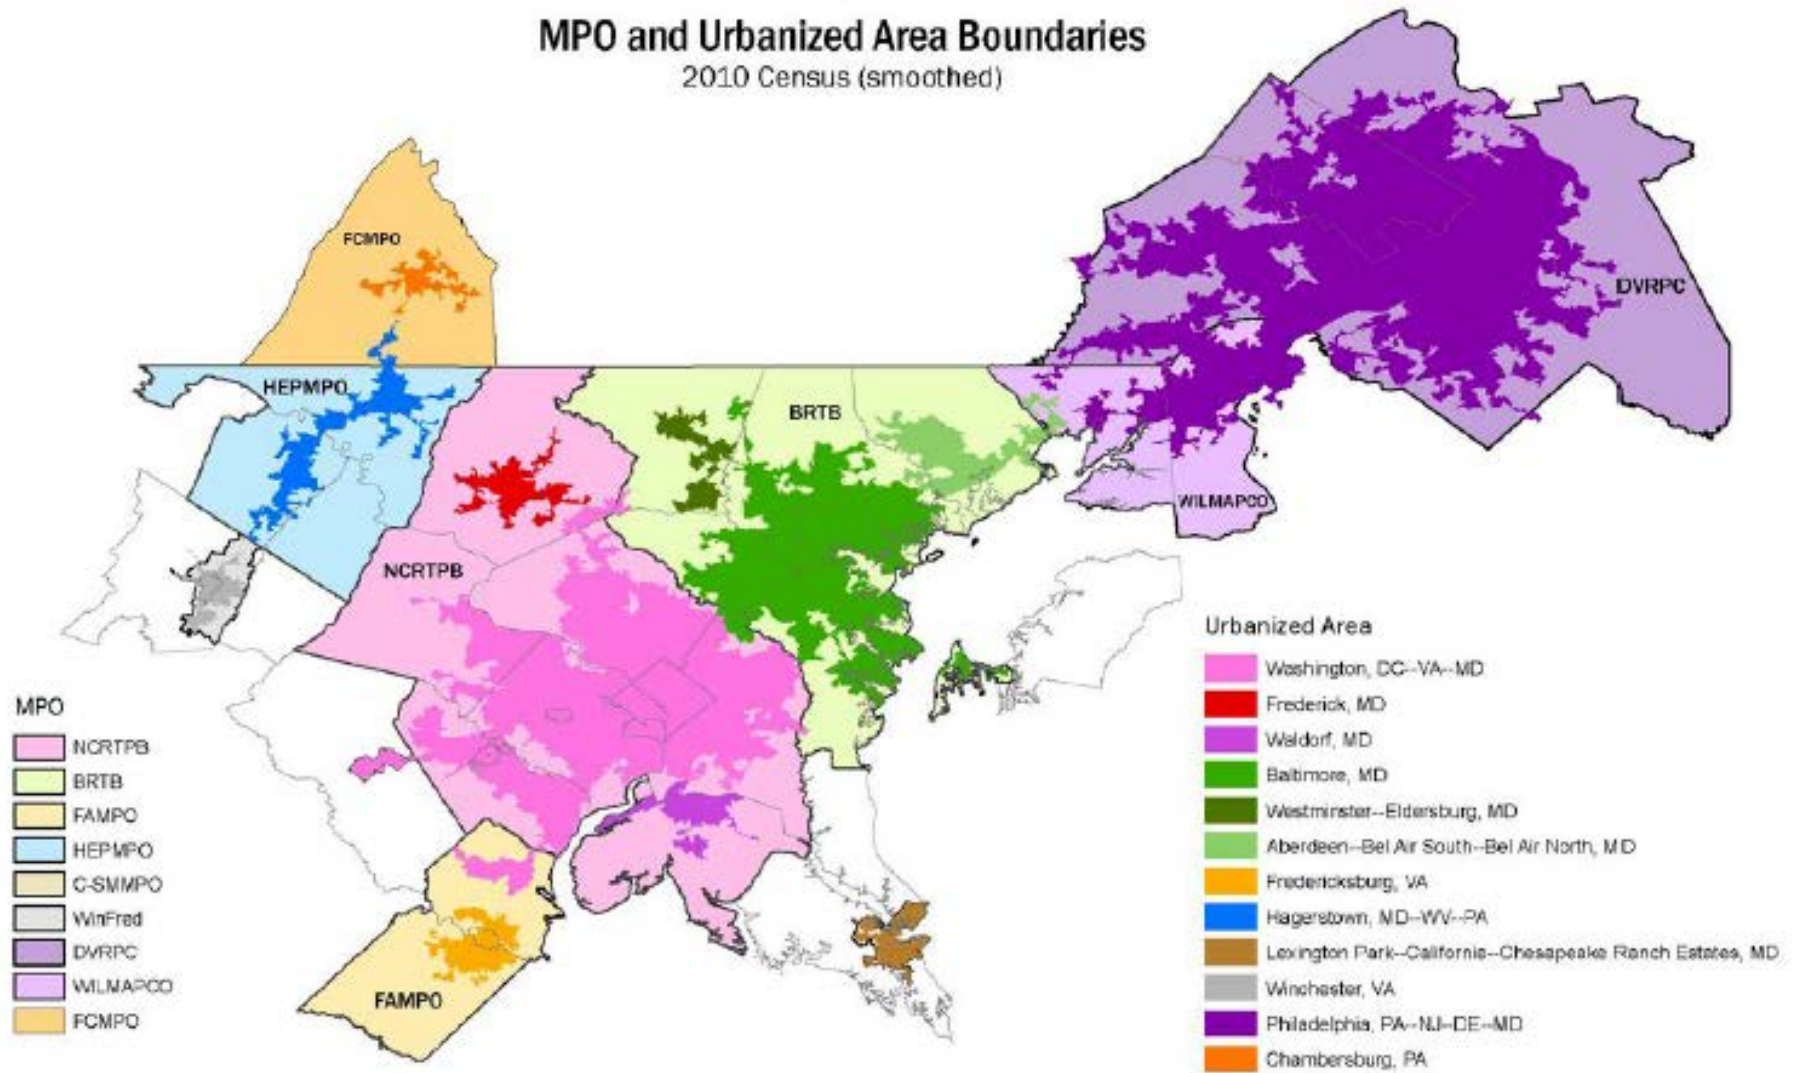 MPO and Urbanized Area Boundaries
2010 Census (smoothed)
FCMPO
DVRPC
HEPMPO
BRTB
WILMAPCO
NCRTPB
FAMPO
MPO
NCRTPB
BRTB
FAMPO
HEPMPO
C-SMMPO
WinFred
DVRPC
WILMAPCO
FCMPO
Urbanized Area
Washington, DC--VA--MD
Frederick, MD
Waldorf, MD
Baltimore, MD
Westminster--Eldersburg, MD
Aberdeen--Bel Air South--Bel Air North, MD
Fredericksburg, VA
Hagerstown, MD--WV--PA
Lexington Park--California--Chesapeake Ranch Estates, MD
Winchester, VA
Philadelphia, PA--NJ--DE--MD
Chambersburg, PA